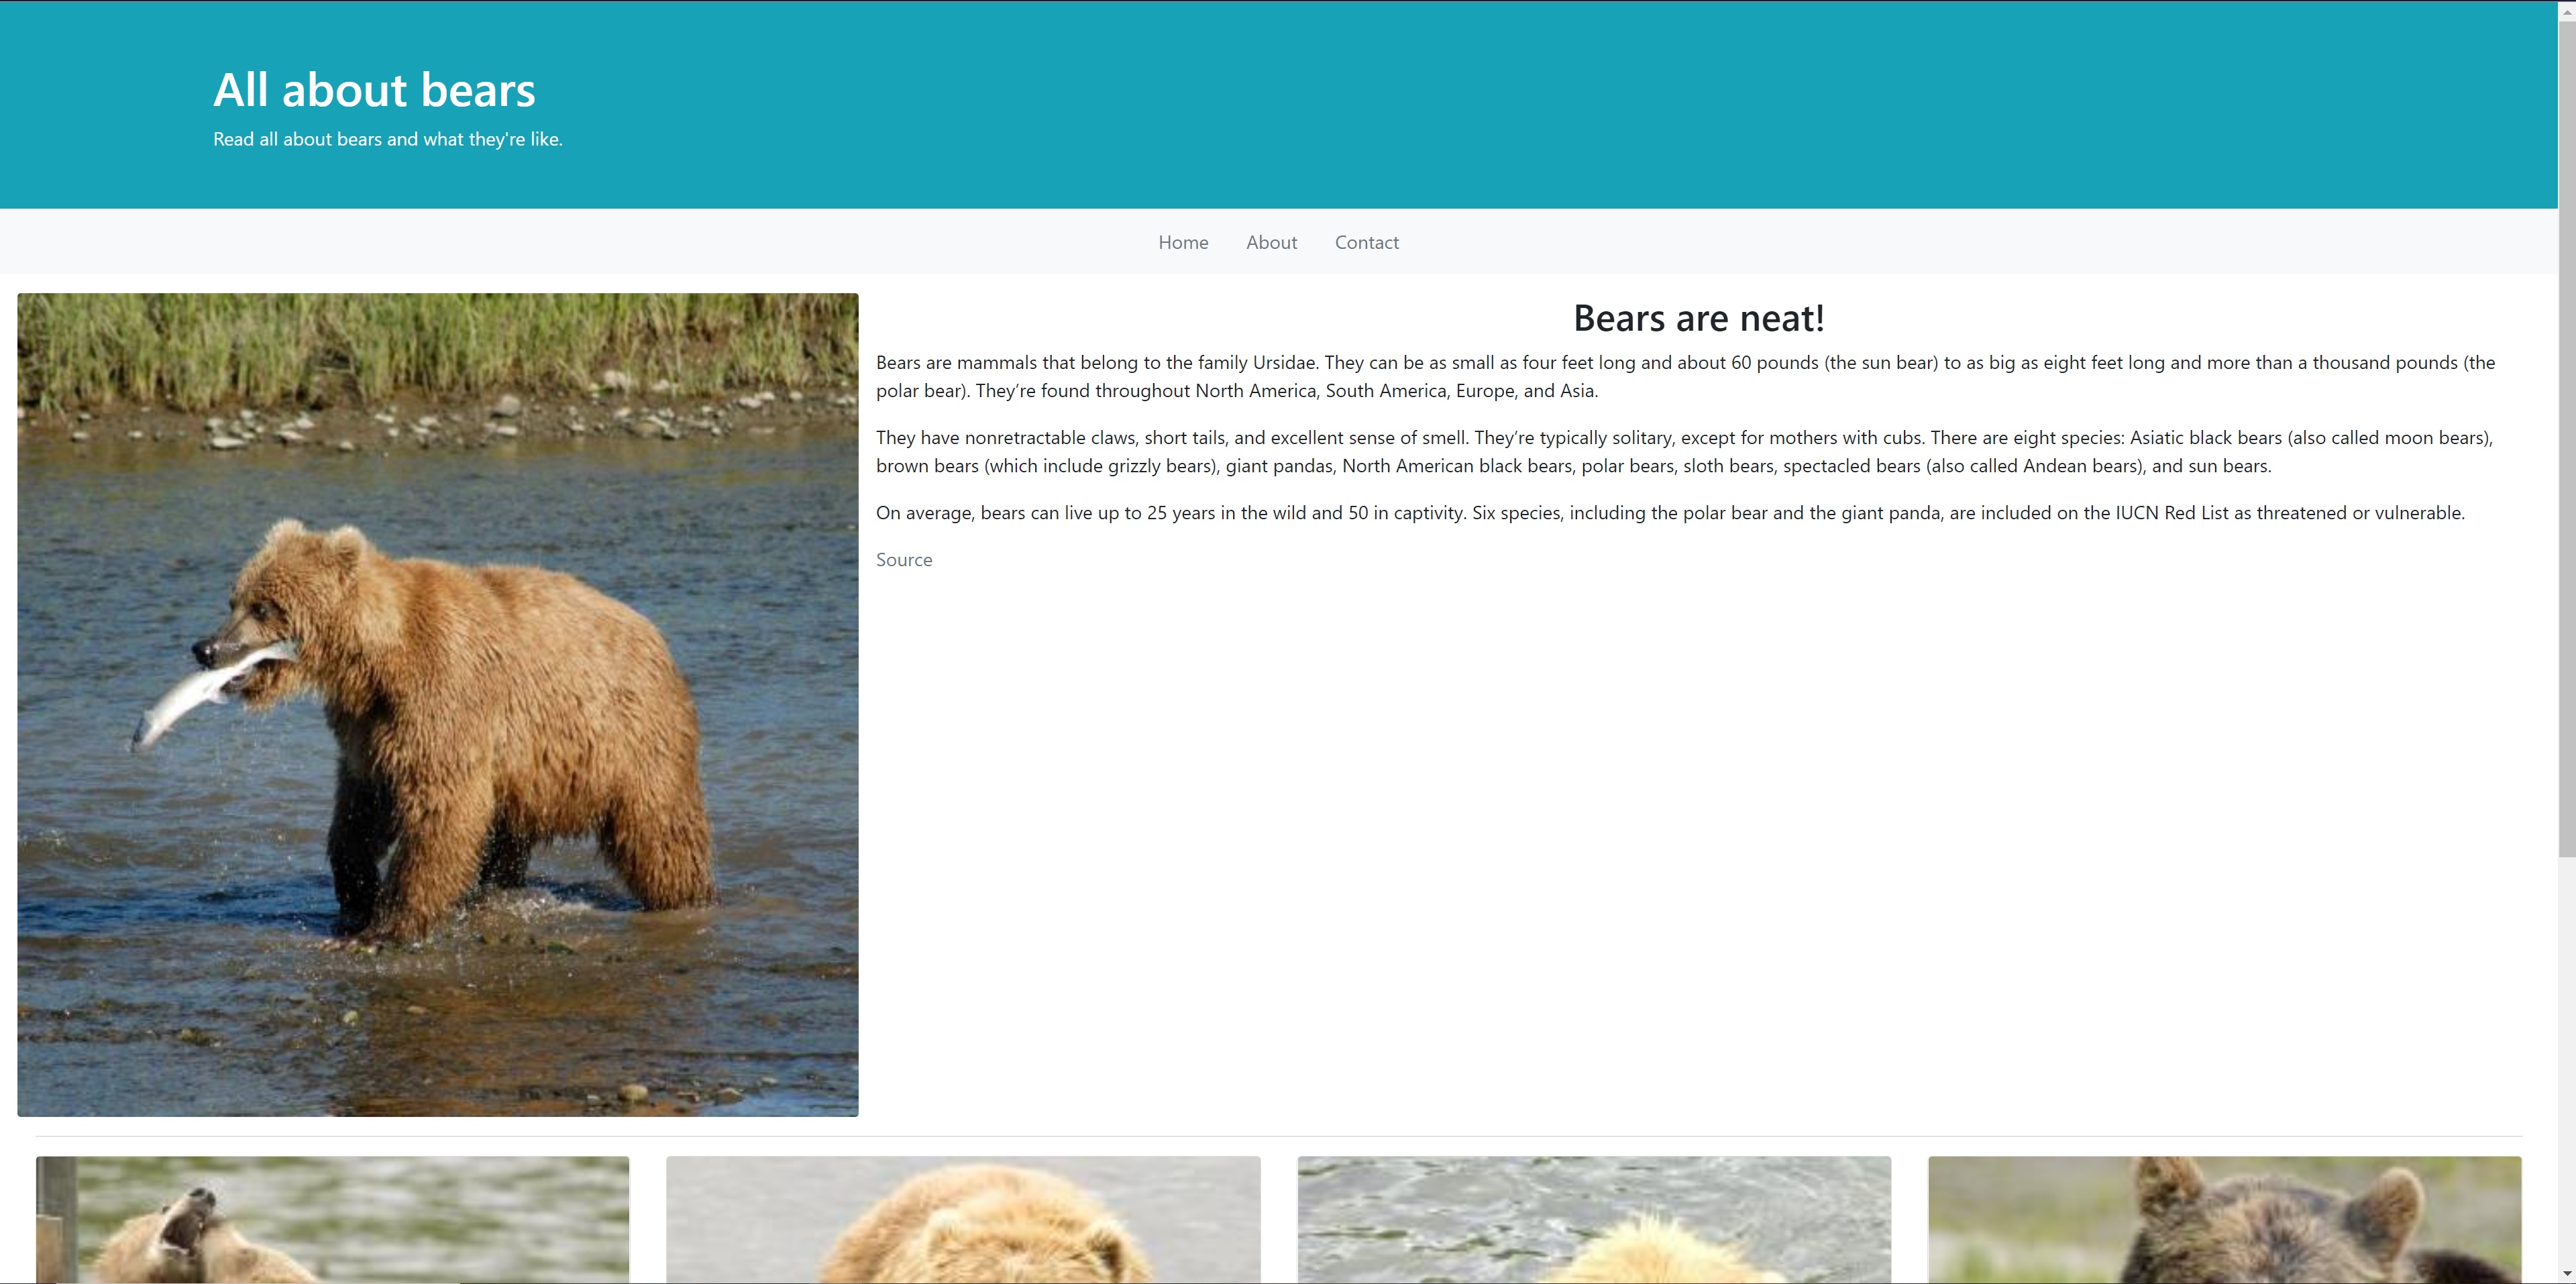 All about bears
Read all about bears and what they're like.
Home About Contact
Bears are neat!
Bears are mammals that belong to the family Ursidae. They can be as small as four feet long and about 60 pounds (the sun bear) to as big as eight feet long and more than a thousand pounds (the
polar bear). They’re found throughout North America, South America, Europe, and Asia.
They have nonretractable claws, short tails, and excellent sense of smell. They’re typically solitary, except for mothers with cubs. There are eight species: Asiatic black bears (also called moon bears),
brown bears (which include grizzly bears), giant pandas, North American black bears, polar bears, sloth bears, spectacled bears (also called Andean bears), and sun bears.
On average, bears can live up to 25 years in the wild and 50 in captivity. Six species, including the polar bear and the giant panda, are included on the IUCN Red List as threatened or vulnerable.
Source